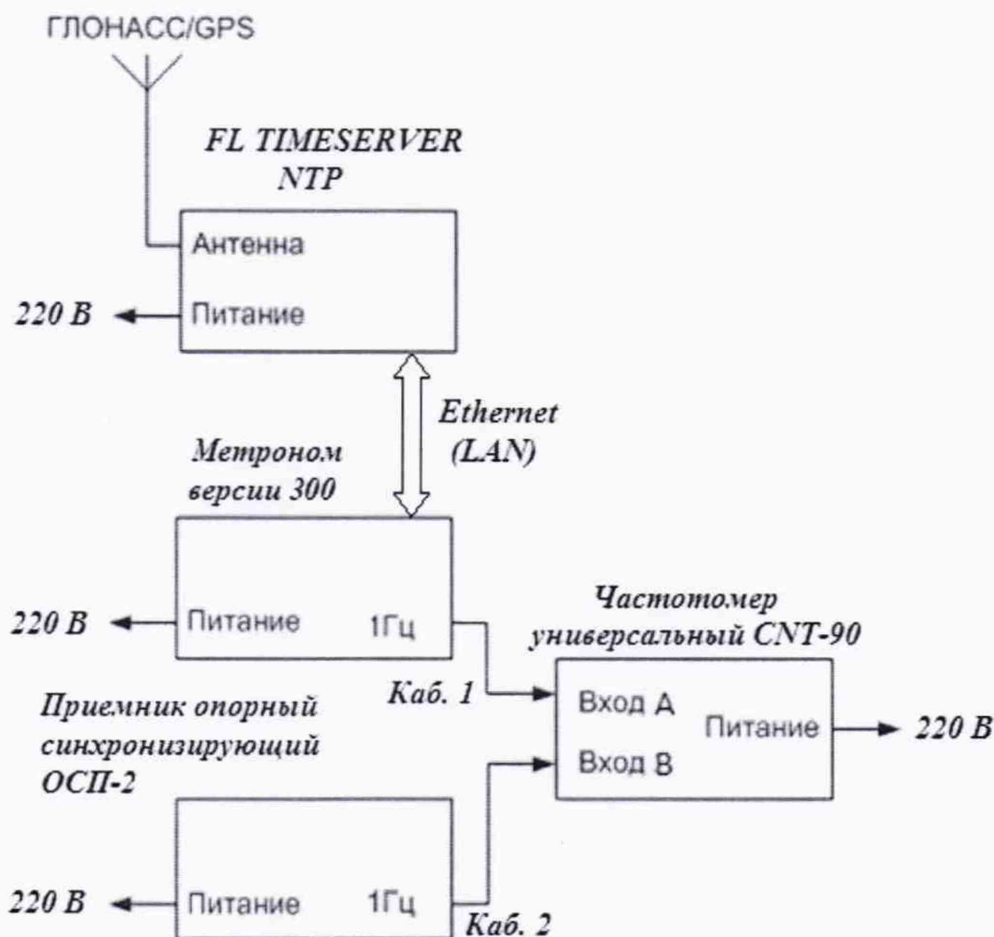 ГЛОНАСС/GPS
FL TIMESERVER
NTP
Антенна
220 В
Питание
Ethernet
(LAN)
Метроном
версии 300
220 В
Питание
1Гц
Каб. 1
Частотомер
универсальный CNT-90
Вход А
Питание
220 В
Вход В
Приемник опорный
синхронизирующий
ОСП-2
220 В
Питание
1Гц
Каб. 2